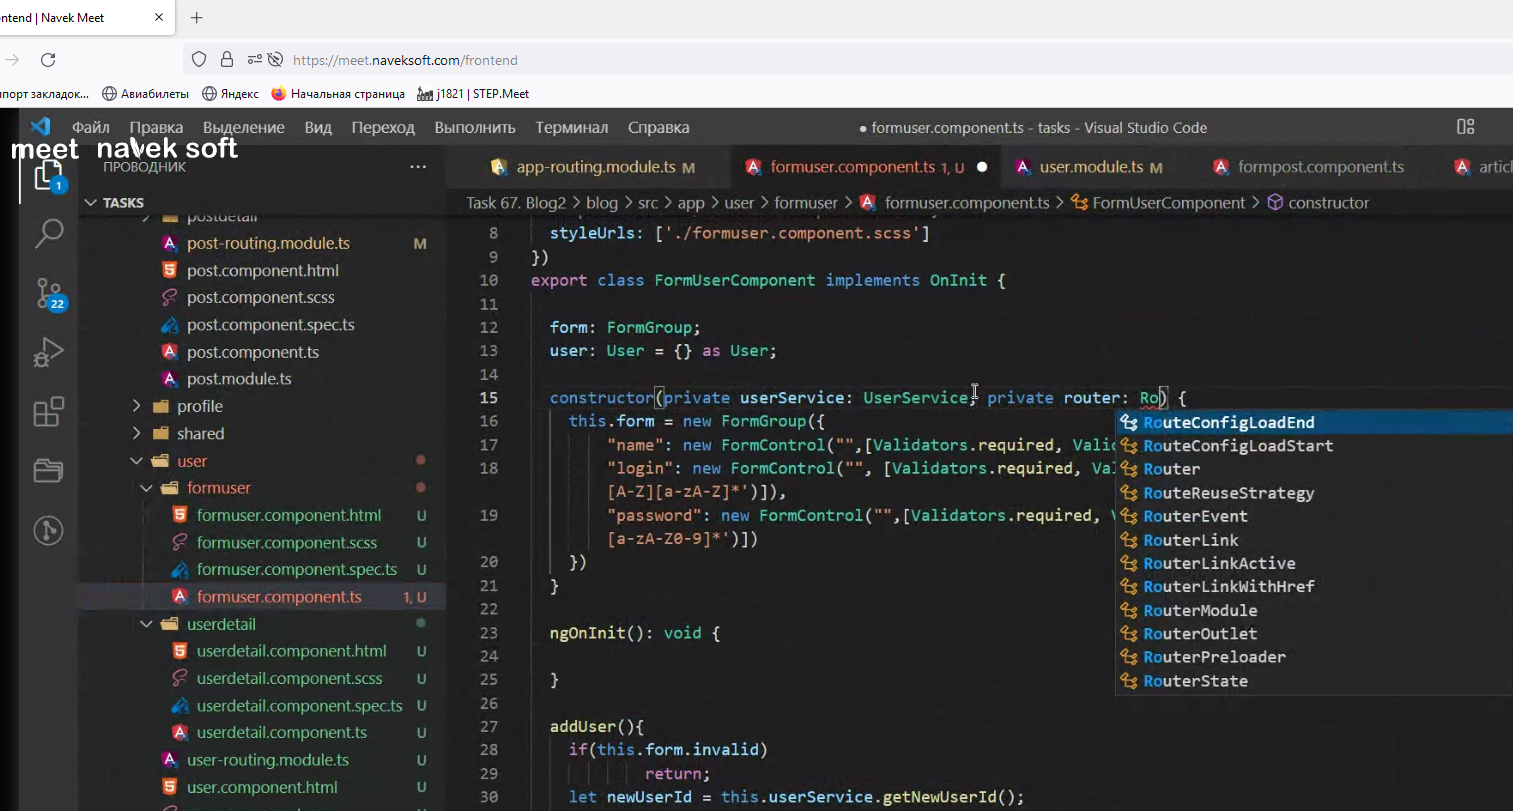 ntend | Navek Meet
https://meet.naveksoft.com/frontend
порт закладок... Авиабилеты Яндекс Начальная страница j1821 | STEP.Meet
Файл Правка Выделение Вид Переход Выполнить Терминал Справка ● formuser.component.ts - tasks - Visual Studio Code
meet navek soft
ПРОВОДНИК ...
app-routing.module.ts M formuser.component.ts 1, U user.module.ts M formpost.component.ts artic
TASKS
Task 67. Blog2 > blog > src > app > user > formuser > formuser.component.ts > FormUserComponent > constructor
postdetail
post-routing.module.ts M
post.component.html
post.component.scss
post.component.spec.ts
post.component.ts
post.module.ts
profile
shared
user
formuser
formuser.component.html U
formuser.component.scss U
formuser.component.spec.ts U
formuser.component.ts 1, U
userdetail
userdetail.component.html U
userdetail.component.scss U
userdetail.component.spec.ts U
userdetail.component.ts U
user-routing.module.ts U
user.component.html U
1
22
8 styleUrls: ['./formuser.component.scss']
9 })
10 export class FormUserComponent implements OnInit {
11
12 form: FormGroup;
13 user: User = {} as User;
14
15 constructor(private userService: UserService, private router: Ro) {
16 this.form = new FormGroup({
17 "name": new FormControl("",[Validators.required, Valid
18 "login": new FormControl("", [Validators.required, Va
[A-Z][a-zA-Z]*')]),
19 "password": new FormControl("",[Validators.required, V
[a-zA-Z0-9]*')])
20 })
21 }
22
23 ngOnInit(): void {
24
25 }
26
27 addUser(){
28 if(this.form.invalid)
29 return;
30 let newUserId = this.userService.getNewUserId();
RouteConfigLoadEnd
RouteConfigLoadStart
Router
RouteReuseStrategy
RouterEvent
RouterLink
RouterLinkActive
RouterLinkWithHref
RouterModule
RouterOutlet
RouterPreloader
RouterState